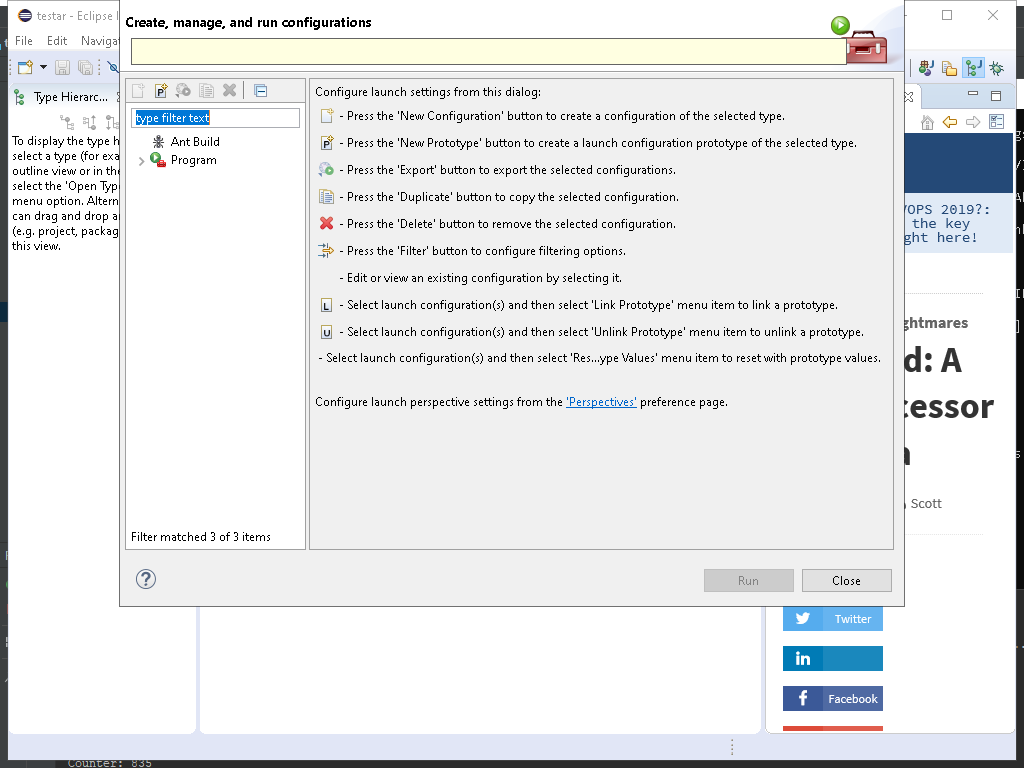 testar - Eclipse I
Create, manage, and run configurations
File Edit Navigat
Type Hierarc...
type filter text
Ant Build
Program
Filter matched 3 of 3 items
To display the type h
select a type (for exa
outline view or in the
select the 'Open Typ
menu option. Altern
can drag and drop a
(e.g. project, packag
this view.
Configure launch settings from this dialog:
- Press the 'New Configuration' button to create a configuration of the selected type.
P - Press the 'New Prototype' button to create a launch configuration prototype of the selected type.
- Press the 'Export' button to export the selected configurations.
- Press the 'Duplicate' button to copy the selected configuration.
- Press the 'Delete' button to remove the selected configuration.
- Press the 'Filter' button to configure filtering options.
- Edit or view an existing configuration by selecting it.
L - Select launch configuration(s) and then select 'Link Prototype' menu item to link a prototype.
U - Select launch configuration(s) and then select 'Unlink Prototype' menu item to unlink a prototype.
- Select launch configuration(s) and then select 'Res...ype Values' menu item to reset with prototype values.
Configure launch perspective settings from the 'Perspectives' preference page.
Run
Close
VOPS 2019?:
the key
ght here!
ghtmares
d: A
cessor
a
Scott
Twitter
in
f Facebook
Counter: 835